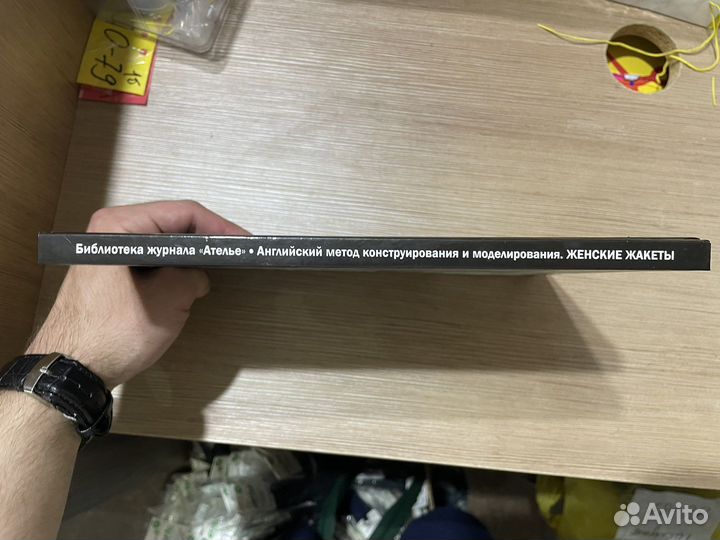 Библиотека журнала «Ателье» • Английский метод конструирования и моделирования. ЖЕНСКИЕ ЖАКЕТЫ
Avito